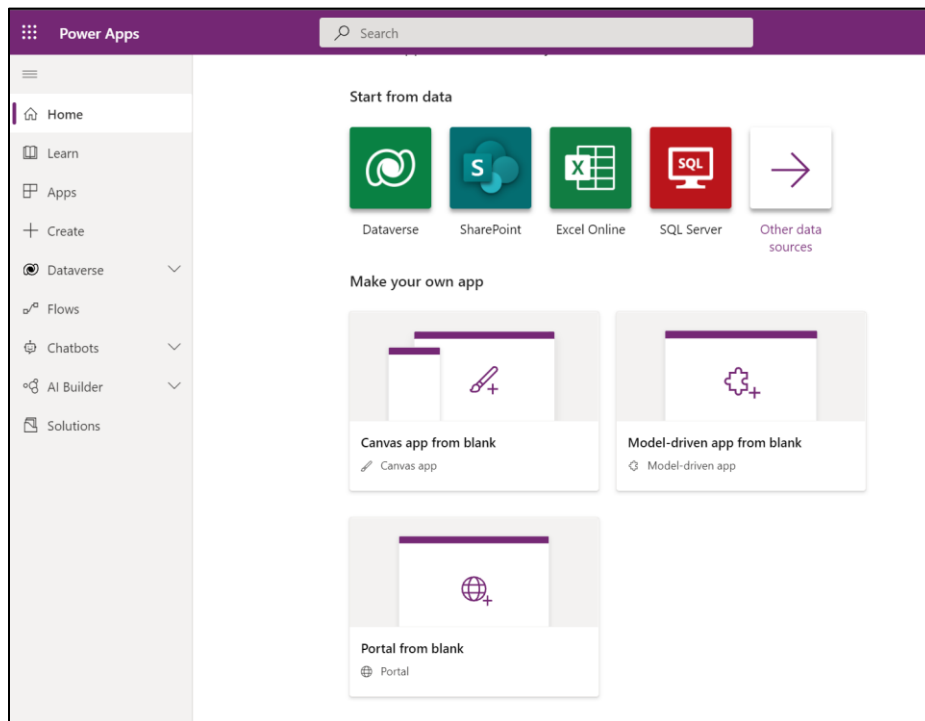 Power Apps
Search
Home
Learn
Apps
Create
Dataverse
Flows
Chatbots
AI Builder
Solutions
Start from data
S
X
SQL
Dataverse
SharePoint
Excel Online
SQL Server
Other data
sources
Make your own app
Canvas app from blank
Canvas app
Model-driven app from blank
Model-driven app
Portal from blank
Portal